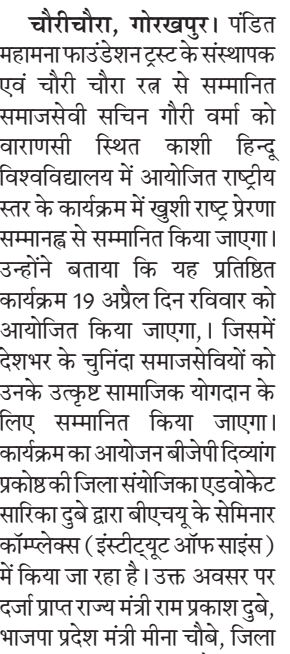 चौरीचौरा, गोरखपुर। पंडित
महामना फाउंडेशन ट्रस्ट के संस्थापक
एवं चौरी चौरा रत्न से सम्मानित
समाजसेवी सचिन गौरी वर्मा को
वाराणसी स्थित काशी हिन्दू
विश्वविद्यालय में आयोजित राष्ट्रीय
स्तर के कार्यक्रम में खुशी राष्ट्र प्रेरणा
सम्मानह्न से सम्मानित किया जाएगा।
उन्होंने बताया कि यह प्रतिष्ठित
कार्यक्रम 19 अप्रैल दिन रविवार को
आयोजित किया जाएगा,। जिसमें
देशभर के चुनिंदा समाजसेवियों को
उनके उत्कृष्ट सामाजिक योगदान के
लिए सम्मानित किया जाएगा।
कार्यक्रम का आयोजन बीजेपी दिव्यांग
प्रकोष्ठ की जिला संयोजिका एडवोकेट
सारिका दुबे द्वारा बीएचयू के सेमिनार
कॉम्प्लेक्स (इंस्टीट्यूट ऑफ साइंस)
में किया जा रहा है। उक्त अवसर पर
दर्जा प्राप्त राज्य मंत्री राम प्रकाश दुबे,
भाजपा प्रदेश मंत्री मीना चौबे, जिला